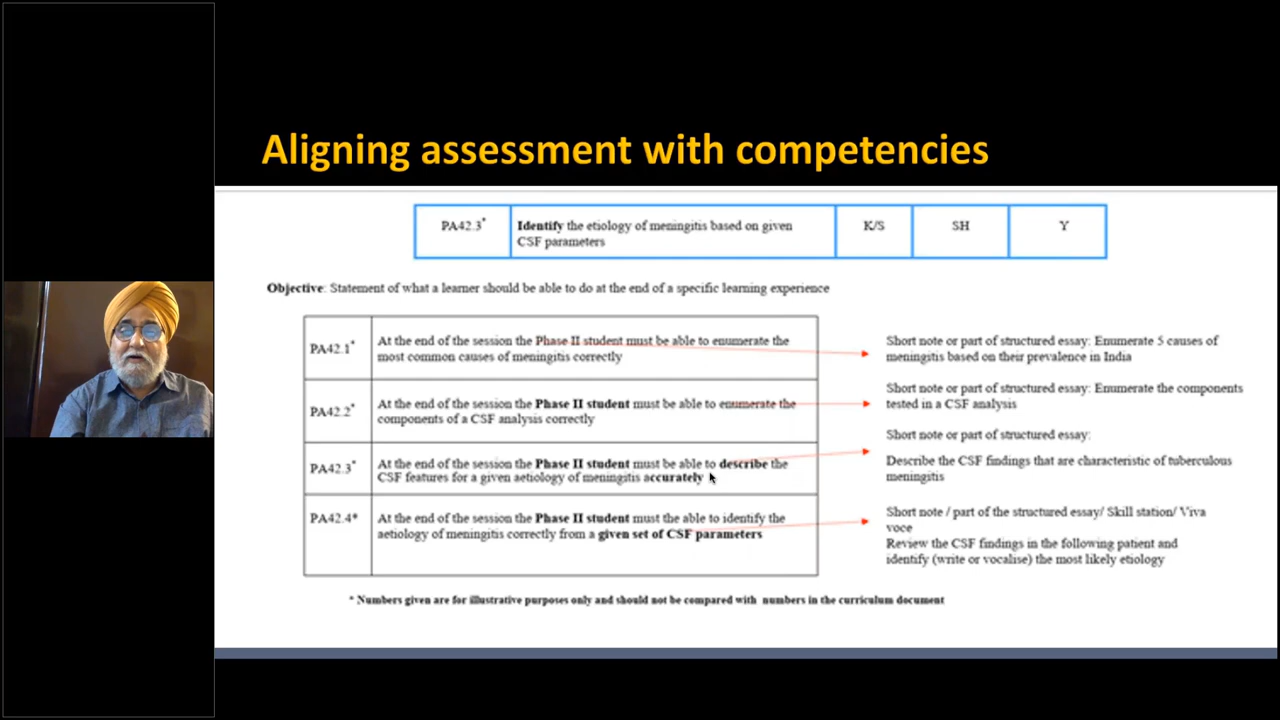 Aligning assessment with competencies
PA42.3* Identify the etiology of meningitis based on given K/S SH Y
CSF parameters
Objective: Statement of what a learner should be able to do at the end of a specific learning experience
PA42.1* At the end of the session the Phase II student must be able to enumerate the
most common causes of meningitis correctly
Short note or part of structured essay: Enumerate 5 causes of
meningitis based on their prevalence in India
PA42.2* At the end of the session the Phase II student must be able to enumerate the
components of a CSF analysis correctly
Short note or part of structured essay: Enumerate the components
tested in a CSF analysis
PA42.3* At the end of the session the Phase II student must be able to describe the
CSF features for a given aetiology of meningitis accurately
Short note or part of structured essay:
Describe the CSF findings that are characteristic of tuberculous
meningitis
PA42.4* At the end of the session the Phase II student must the able to identify the
aetiology of meningitis correctly from a given set of CSF parameters
Short note / part of the structured essay/ Skill station/ Viva
voce
Review the CSF findings in the following patient and
identify (write or vocalise) the most likely etiology
* Numbers given are for illustrative purposes only and should not be compared with numbers in the curriculum document